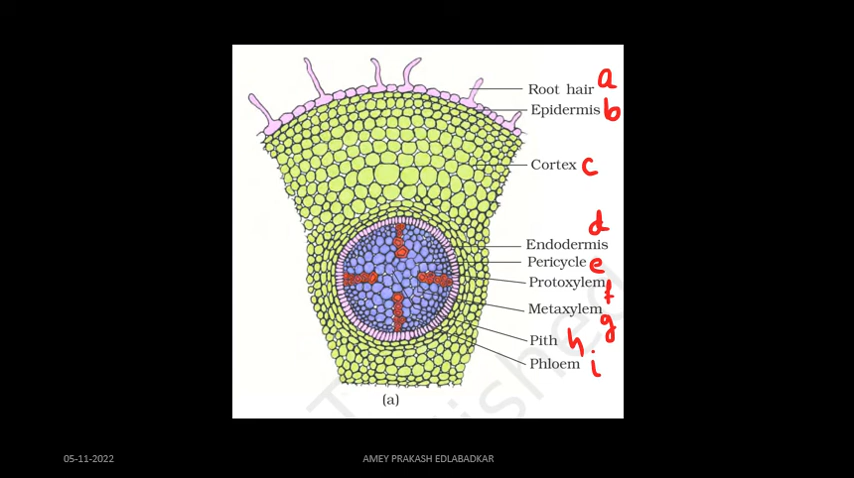 Root hair a
Epidermis b
Cortex c
d
Endodermis
Pericycle e
Protoxylem f
Metaxylem g
Pith h
Phloem i
(a)
05-11-2022
AMEY PRAKASH EDLABADKAR